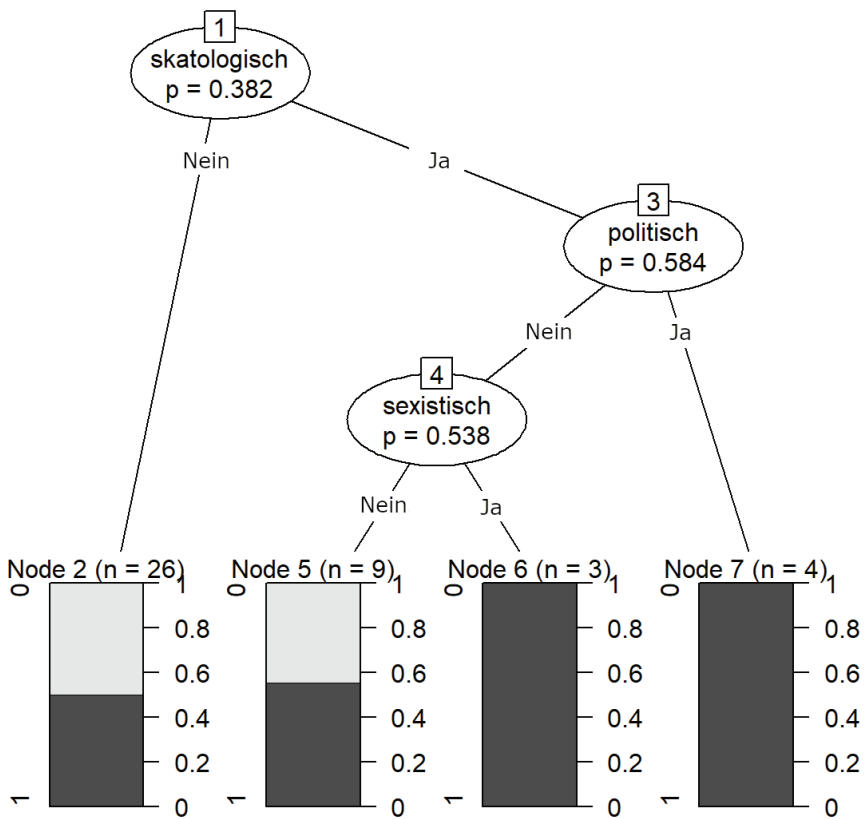 1
skatologisch
p = 0.382
Nein
Ja
3
politisch
p = 0.584
Nein
Ja
4
sexistisch
p = 0.538
Nein
Ja
Node 2 (n = 26)
0
1
1
0.8
0.6
0.4
0.2
0
Node 5 (n = 9)
0
1
1
0.8
0.6
0.4
0.2
0
Node 6 (n = 3)
0
1
1
0.8
0.6
0.4
0.2
0
Node 7 (n = 4)
0
1
1
0.8
0.6
0.4
0.2
0